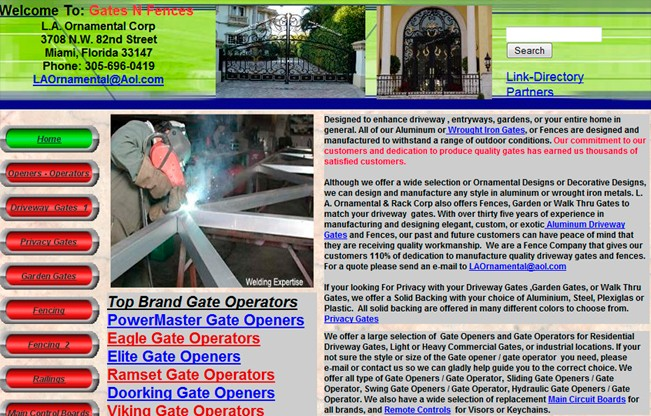 Welcome To: Gates N Fences
L.A. Ornamental Corp
3708 N.W. 82nd Street
Miami, Florida 33147
Phone: 305-696-0419
LAOrnamental@Aol.com
Search
Link-Directory
Partners
Home
Openers - Operators
Driveway Gates 1
Privacy Gates
Garden Gates
Fencing
Fencing 2
Railings
Main Control Boards
Welding Expertise
Top Brand Gate Operators
PowerMaster Gate Openers
Eagle Gate Operators
Elite Gate Openers
Ramset Gate Operators
Doorking Gate Openers
Viking Gate Operators
Designed to enhance driveway , entryways, gardens, or your entire home in
general. All of our Aluminum or Wrought Iron Gates, or Fences are designed and
manufactured to withstand a range of outdoor conditions. Our commitment to our
customers and dedication to produce quality gates has earned us thousands of
satisfied customers.
Although we offer a wide selection or Ornamental Designs or Decorative Designs,
we can design and manufacture any style in aluminum or wrought iron metals. L.
A. Ornamental & Rack Corp also offers Fences, Garden or Walk Thru Gates to
match your driveway gates. With over thirty five years of experience in
manufacturing and designing elegant, custom, or exotic Aluminum Driveway
Gates and Fences, our past and future customers can have peace of mind that
they are receiving quality workmanship. We are a Fence Company that gives our
customers 110% of dedication to manufacture quality driveway gates and fences.
For a quote please send an e-mail to LAOrnamental@aol.com
If your looking For Privacy with your Driveway Gates ,Garden Gates, or Walk Thru
Gates, we offer a Solid Backing with your choice of Aluminium, Steel, Plexiglas or
Plastic. All solid backing are offered in many different colors to choose from.
Privacy Gates
We offer a large selection of Gate Openers and Gate Operators for Residential
Driveway Gates, Light or Heavy Commercial Gates, or industrial locations. If your
not sure the style or size of the Gate opener / gate operator you need, please
e-mail or contact us so we can gladly help guide you to the correct choice. We offer
all type of Gate Openers / Gate Operator, Sliding Gate Openers / Gate
Operator, Swing Gate Openers / Gate Operator, Hydraulic Gate Openers / Gate
Operator. We also have a wide selection of replacement Main Circuit Boards for
all brands, and Remote Controls for Visors or Keychains.